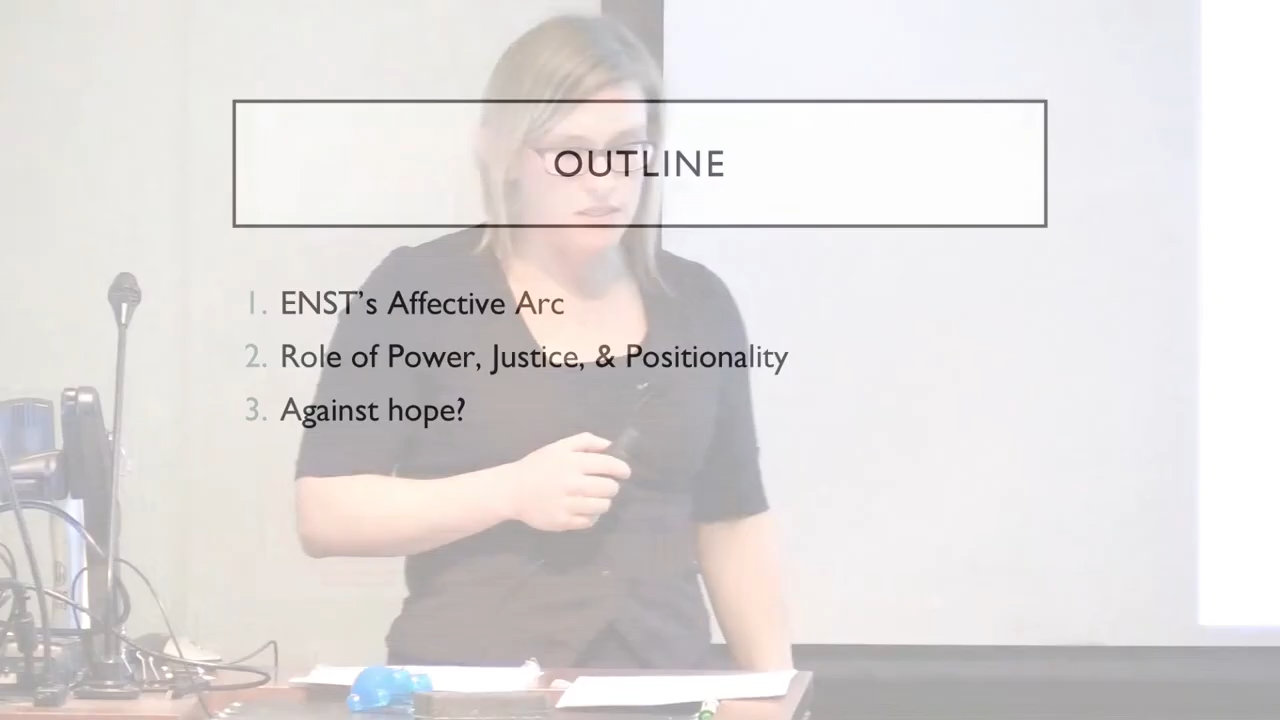 OUTLINE
1. ENST's Affective Arc
2. Role of Power, Justice, & Positionality
3. Against hope?